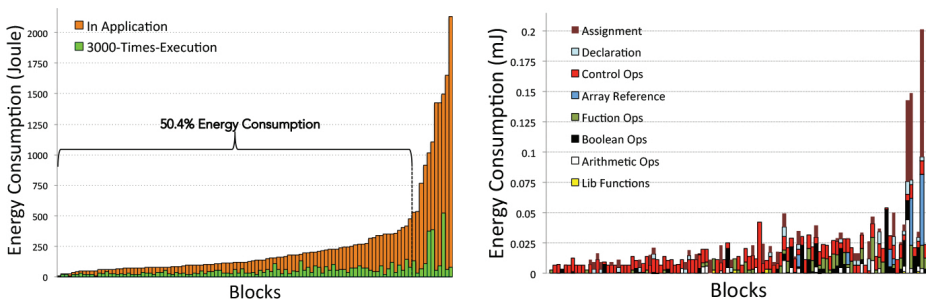 Energy Consumption (Joule)
2000
1750
1500
1250
1000
750
500
250
0
In Application
3000-Times-Execution
50.4% Energy Consumption
Blocks
Energy Consumption (mJ)
0.2
0.175
0.15
0.125
0.1
0.075
0.05
0.025
0
Assignment
Declaration
Control Ops
Array Reference
Fuction Ops
Boolean Ops
Arithmetic Ops
Lib Functions
Blocks